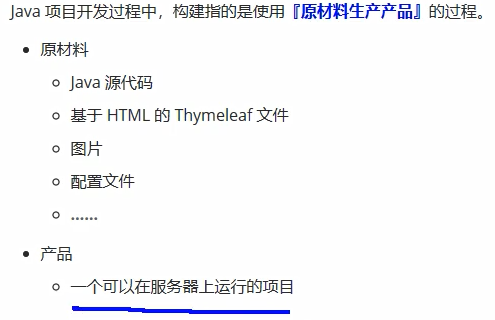 Java 项目开发过程中，构建指的是使用『原材料生产产品』的过程。
原材料
Java 源代码
基于 HTML 的 Thymeleaf 文件
图片
配置文件
……
产品
一个可以在服务器上运行的项目